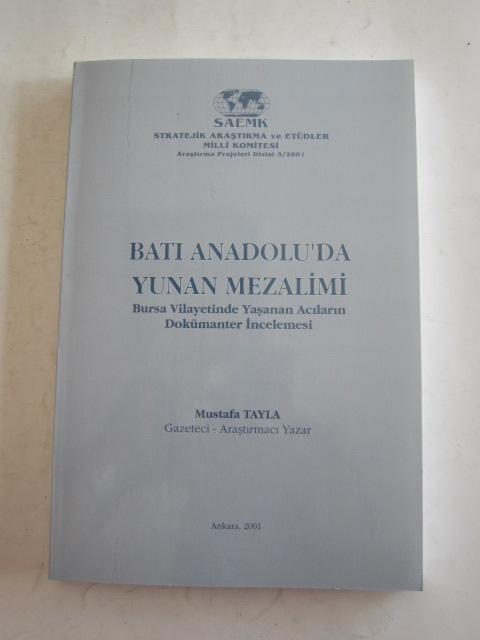 SAEMK
STRATEJİK ARAŞTIRMA ve ETÜDLER
MİLLİ KOMİTESİ
Araştırma Projeleri Dizisi 3/2001
BATI ANADOLU'DA
YUNAN MEZALİMİ
Bursa Vilayetinde Yaşanan Acıların
Dokümanter İncelemesi
Mustafa TAYLA
Gazeteci - Araştırmacı Yazar
Ankara, 2001